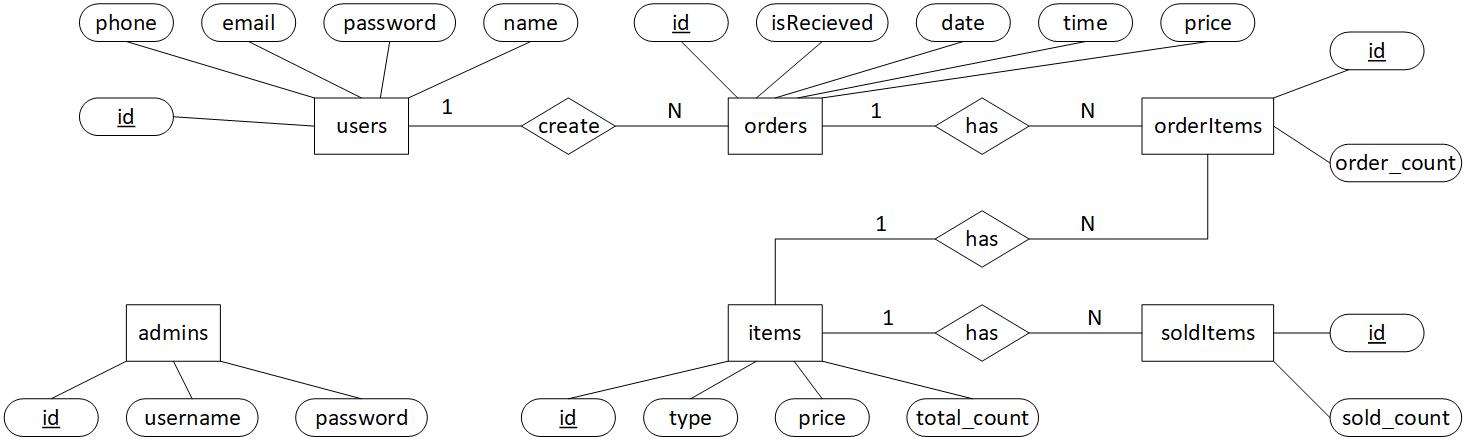 phone email password name id isRecieved date time price
id
id users 1 create N orders 1 has N orderItems
order_count
1 has N
admins items 1 has N soldItems id
id username password id type price total_count sold_count